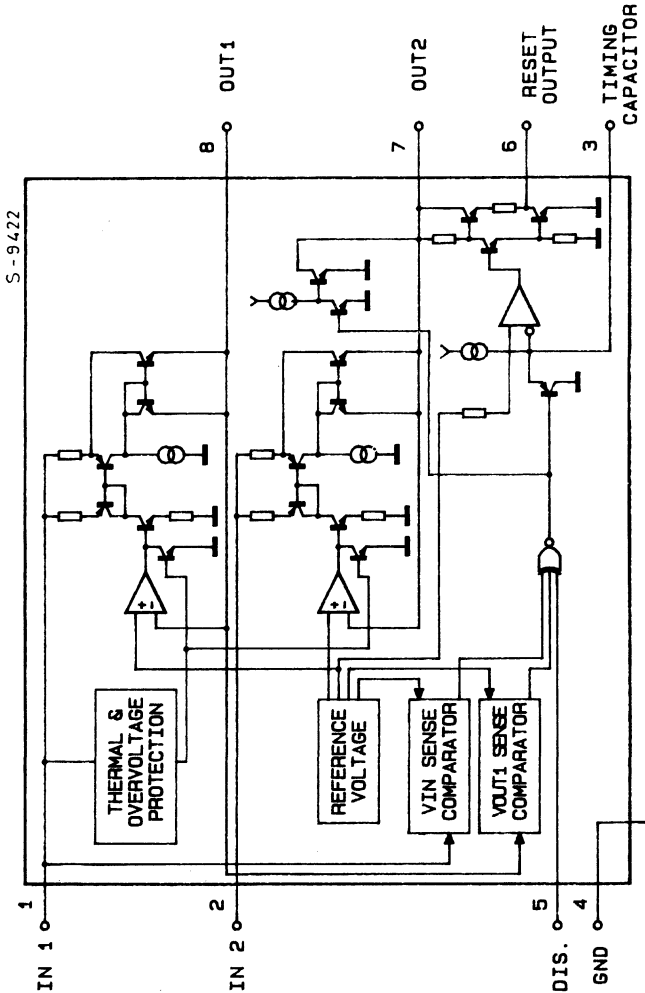 S-9422
IN 1
1
THERMAL &
OVERVOLTAGE
PROTECTION
+
-
8
OUT1
IN 2
2
REFERENCE
VOLTAGE
+
-
7
OUT2
VIN SENSE
COMPARATOR
VOUT1 SENSE
COMPARATOR
6
RESET
OUTPUT
DIS.
5
GND
4
3
TIMING
CAPACITOR